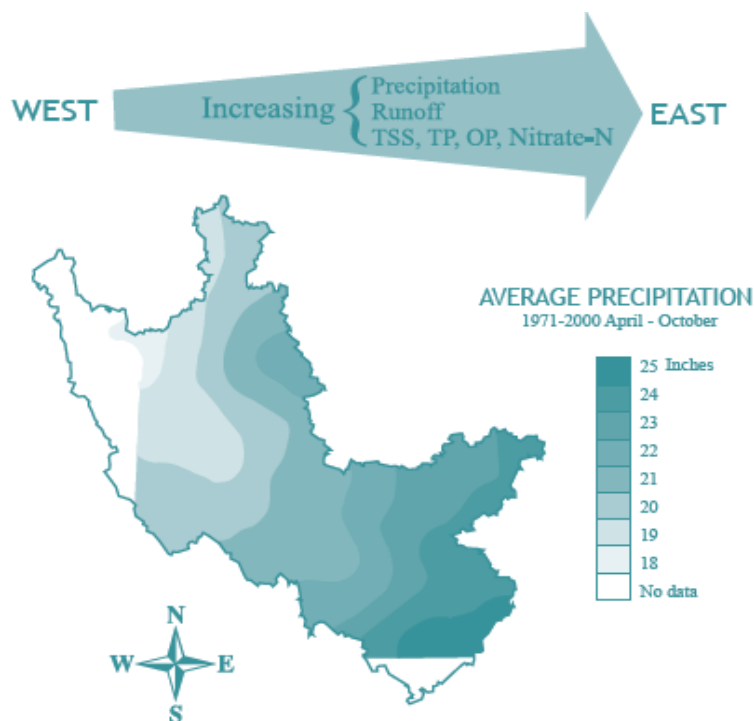 WEST
Increasing
Precipitation
Runoff
TSS, TP, OP, Nitrate-N
EAST
AVERAGE PRECIPITATION
1971-2000 April - October
25 Inches
24
23
22
21
20
19
18
No data
N
W E
S